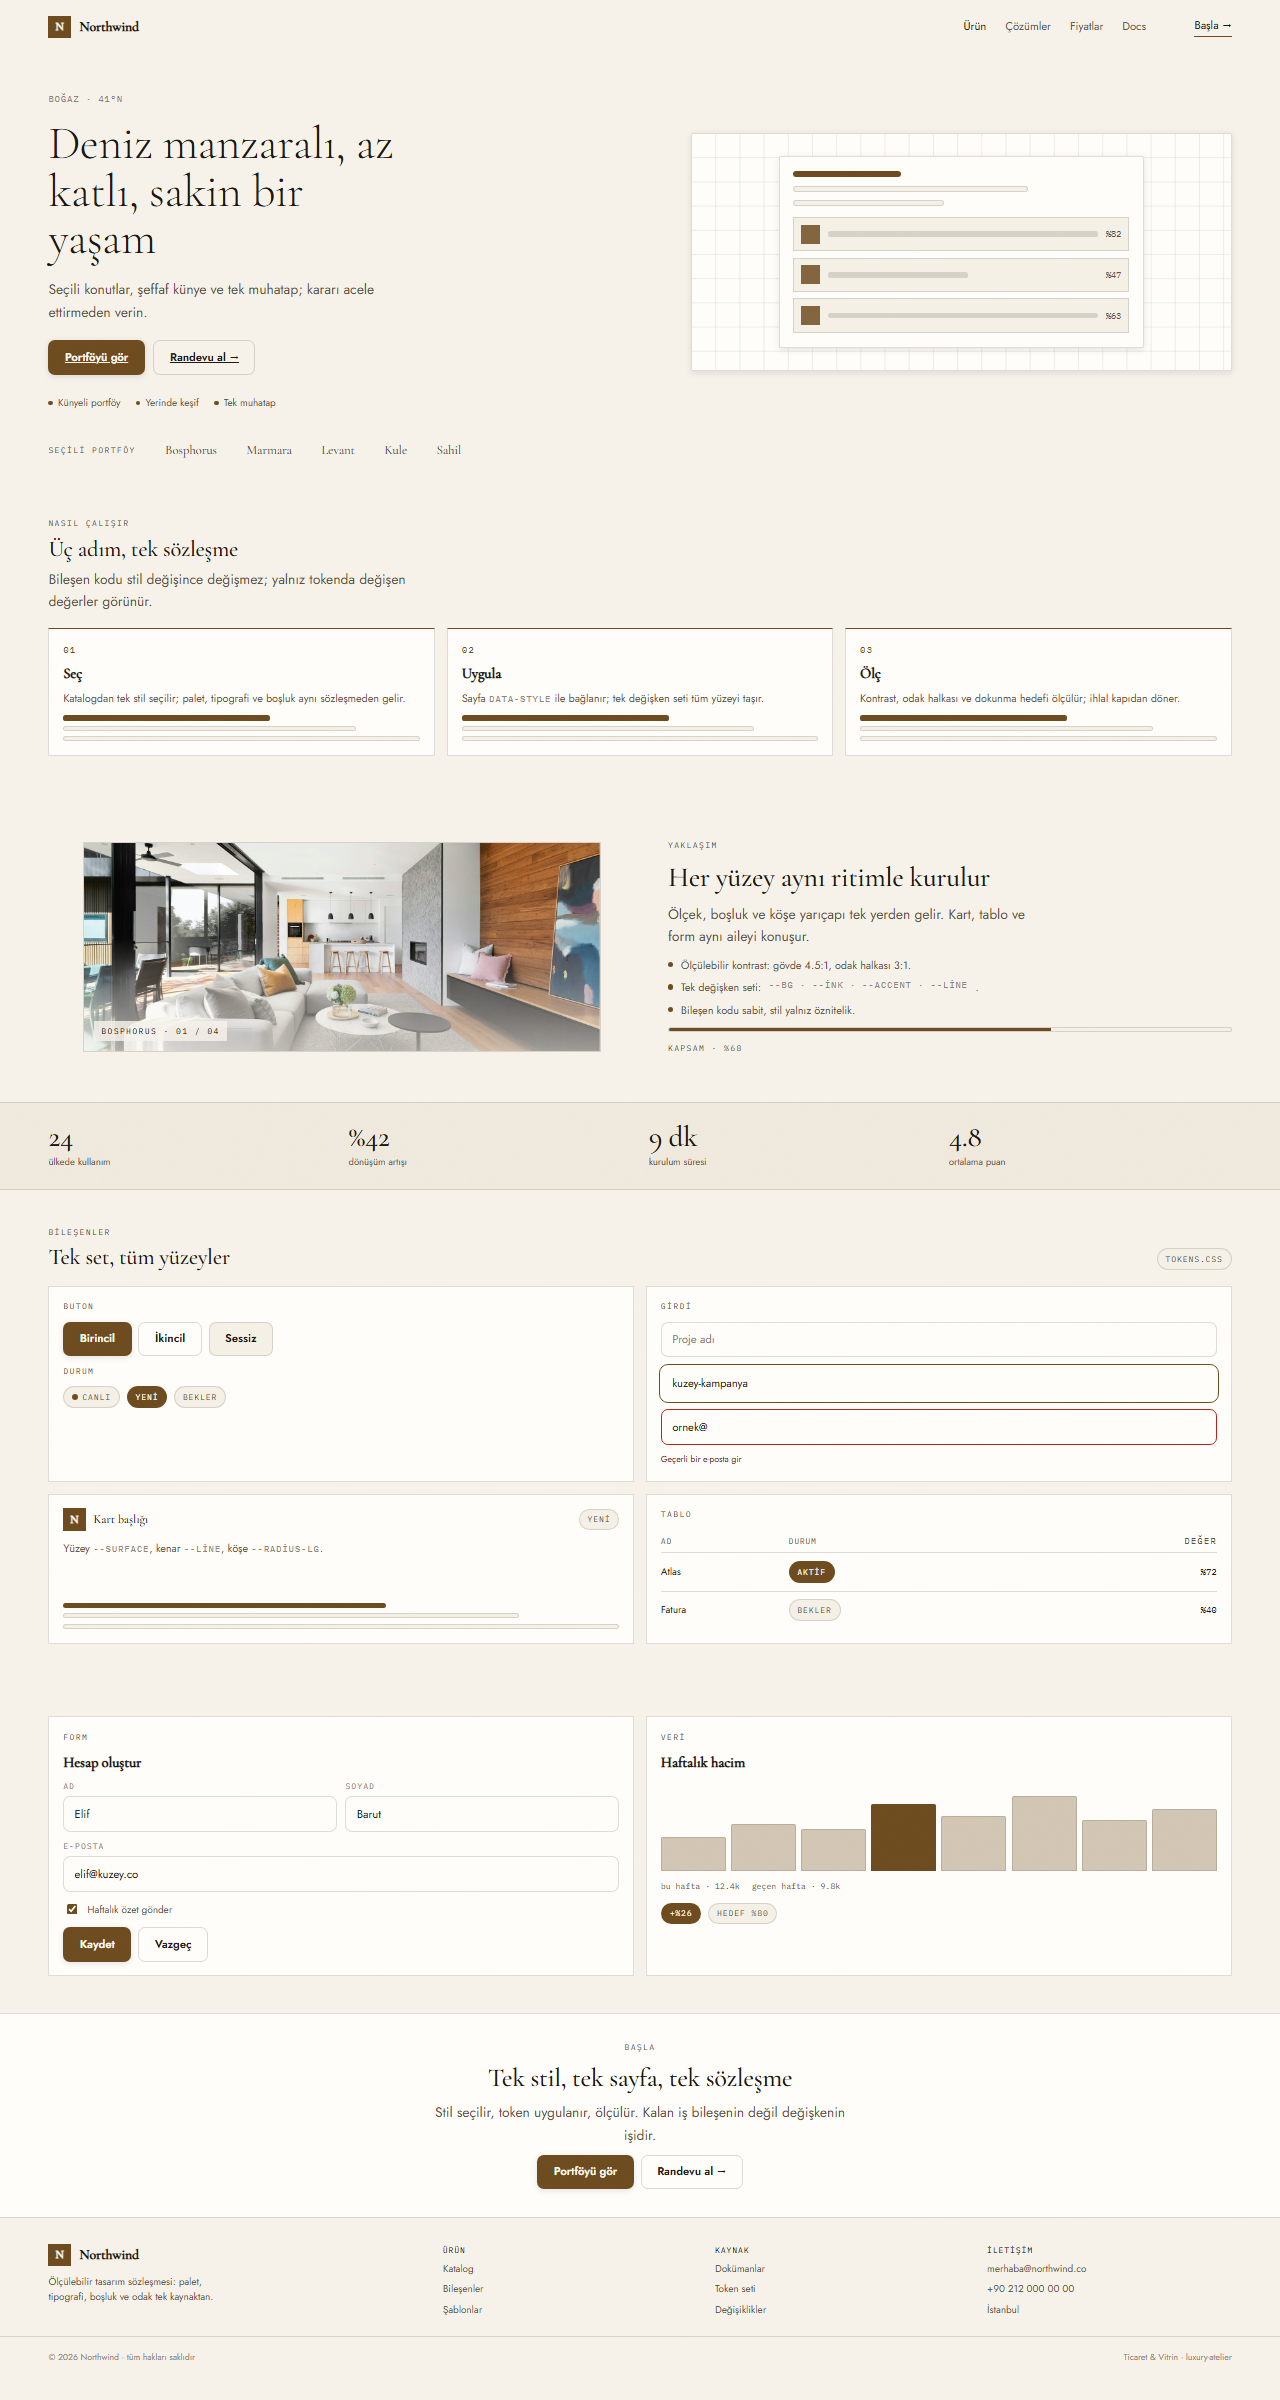 N Northwind
Ürün Çözümler Fiyatlar Docs Başla →
BOĞAZ · 41°N
Deniz manzaralı, az
katlı, sakin bir
yaşam
Seçili konutlar, şeffaf künye ve tek muhatap; kararı acele
ettirmeden verin.
Portföyü gör Randevu al →
Künyeli portföy Yerinde keşif Tek muhatap
%82
%47
%63
SEÇİLİ PORTFÖY Bosphorus Marmara Levant Kule Sahil
NASIL ÇALIŞIR
Üç adım, tek sözleşme
Bileşen kodu stil değişince değişmez; yalnız tokenda değişen
değerler görünür.
01
Seç
Katalogdan tek stil seçilir; palet, tipografi ve boşluk aynı sözleşmeden gelir.
02
Uygula
Sayfa DATA-STYLE ile bağlanır; tek değişken seti tüm yüzeyi taşır.
03
Ölç
Kontrast, odak halkası ve dokunma hedefi ölçülür; ihlal kapıdan döner.
BOSPHORUS · 01 / 04
YAKLAŞIM
Her yüzey aynı ritimle kurulur
Ölçek, boşluk ve köşe yarıçapı tek yerden gelir. Kart, tablo ve
form aynı aileyi konuşur.
Ölçülebilir kontrast: gövde 4.5:1, odak halkası 3:1.
Tek değişken seti: --BG · --İNK · --ACCENT · --LİNE .
Bileşen kodu sabit, stil yalnız öznitelik.
KAPSAM · %68
24
ülkede kullanım
%42
dönüşüm artışı
9 dk
kurulum süresi
4.8
ortalama puan
BİLEŞENLER
Tek set, tüm yüzeyler
TOKENS.CSS
BUTON
Birincil İkincil Sessiz
DURUM
CANLI YENİ BEKLER
GİRDİ
Proje adı
kuzey-kampanya
ornek@
Geçerli bir e-posta gir
N Kart başlığı YENİ
Yüzey --SURFACE, kenar --LİNE, köşe --RADİUS-LG.
TABLO
AD DURUM DEĞER
Atlas AKTİF %72
Fatura BEKLER %40
FORM
Hesap oluştur
AD SOYAD
Elif Barut
E-POSTA
elif@kuzey.co
Haftalık özet gönder
Kaydet Vazgeç
VERİ
Haftalık hacim
bu hafta · 12.4k geçen hafta · 9.8k
+%26 HEDEF %80
BAŞLA
Tek stil, tek sayfa, tek sözleşme
Stil seçilir, token uygulanır, ölçülür. Kalan iş bileşenin değil değişkenin
işidir.
Portföyü gör Randevu al →
N Northwind
Ölçülebilir tasarım sözleşmesi: palet,
tipografi, boşluk ve odak tek kaynaktan.
ÜRÜN
Katalog
Bileşenler
Şablonlar
KAYNAK
Dokümanlar
Token seti
Değişiklikler
İLETİŞİM
merhaba@northwind.co
+90 212 000 00 00
İstanbul
© 2026 Northwind · tüm hakları saklıdır
Ticaret & Vitrin · luxury-atelier